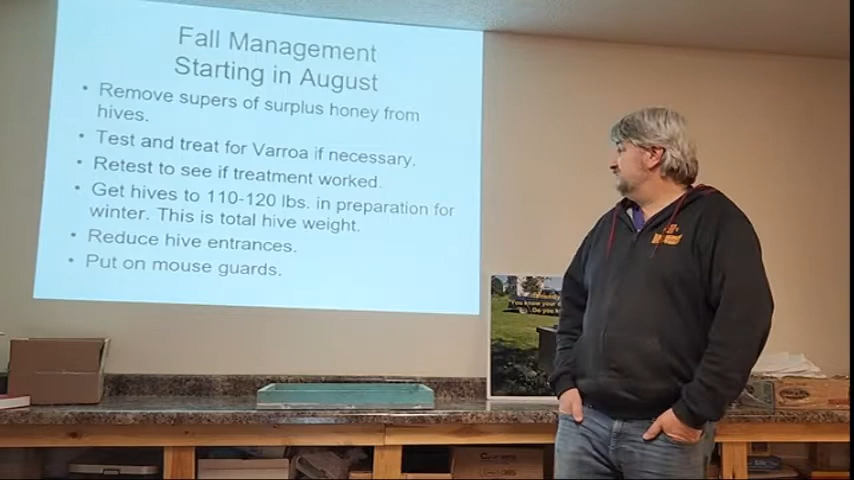 Fall Management
Starting in August
• Remove supers of surplus honey from
hives.
• Test and treat for Varroa if necessary.
• Retest to see if treatment worked.
• Get hives to 110-120 lbs. in preparation for
winter. This is total hive weight.
• Reduce hive entrances.
• Put on mouse guards.